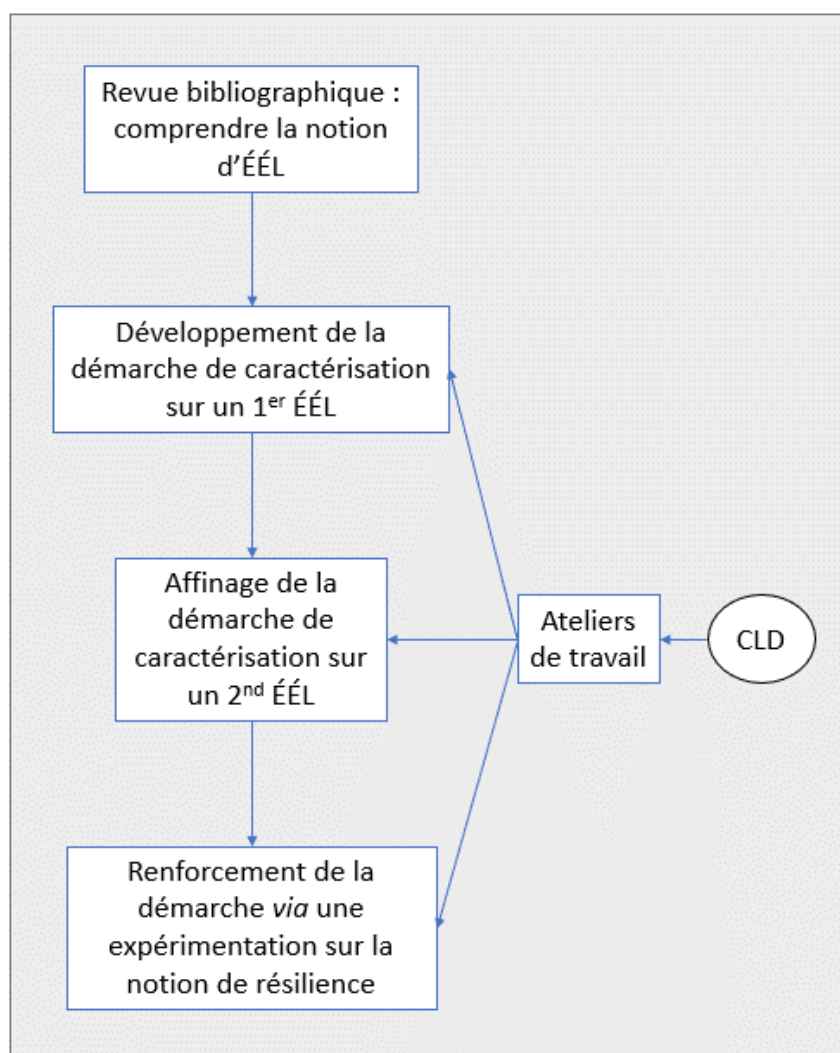 Revue bibliographique :
comprendre la notion
d’ÉÉL
Développement de la
démarche de caractérisation
sur un 1er ÉÉL
Affinage de la
démarche de
caractérisation sur
un 2nd ÉÉL
Ateliers
de travail
CLD
Renforcement de la
démarche via une
expérimentation sur la
notion de résilience